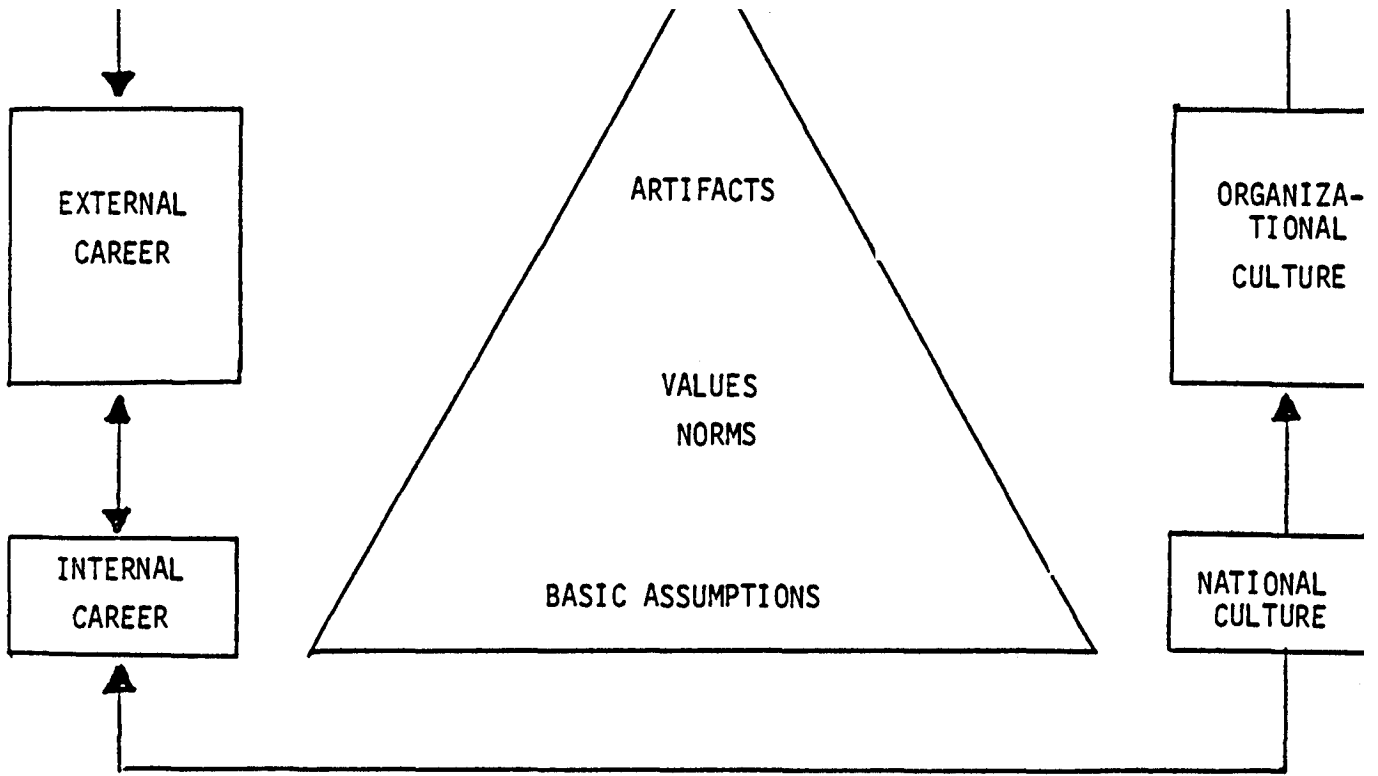 EXTERNAL
CAREER
ARTIFACTS
ORGANIZA-
TIONAL
CULTURE
VALUES
NORMS
INTERNAL
CAREER
BASIC ASSUMPTIONS
NATIONAL
CULTURE